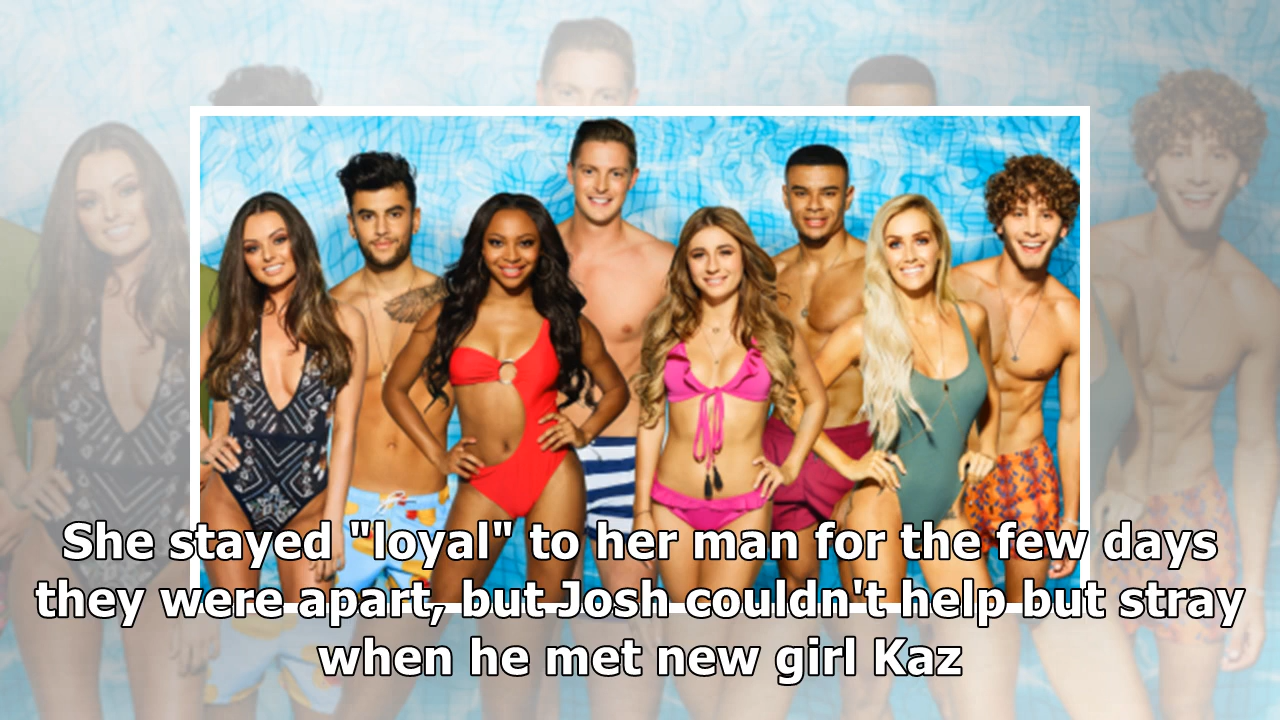 She stayed "loyal" to her man for the few days
they were apart, but Josh couldn't help but stray
when he met new girl Kaz